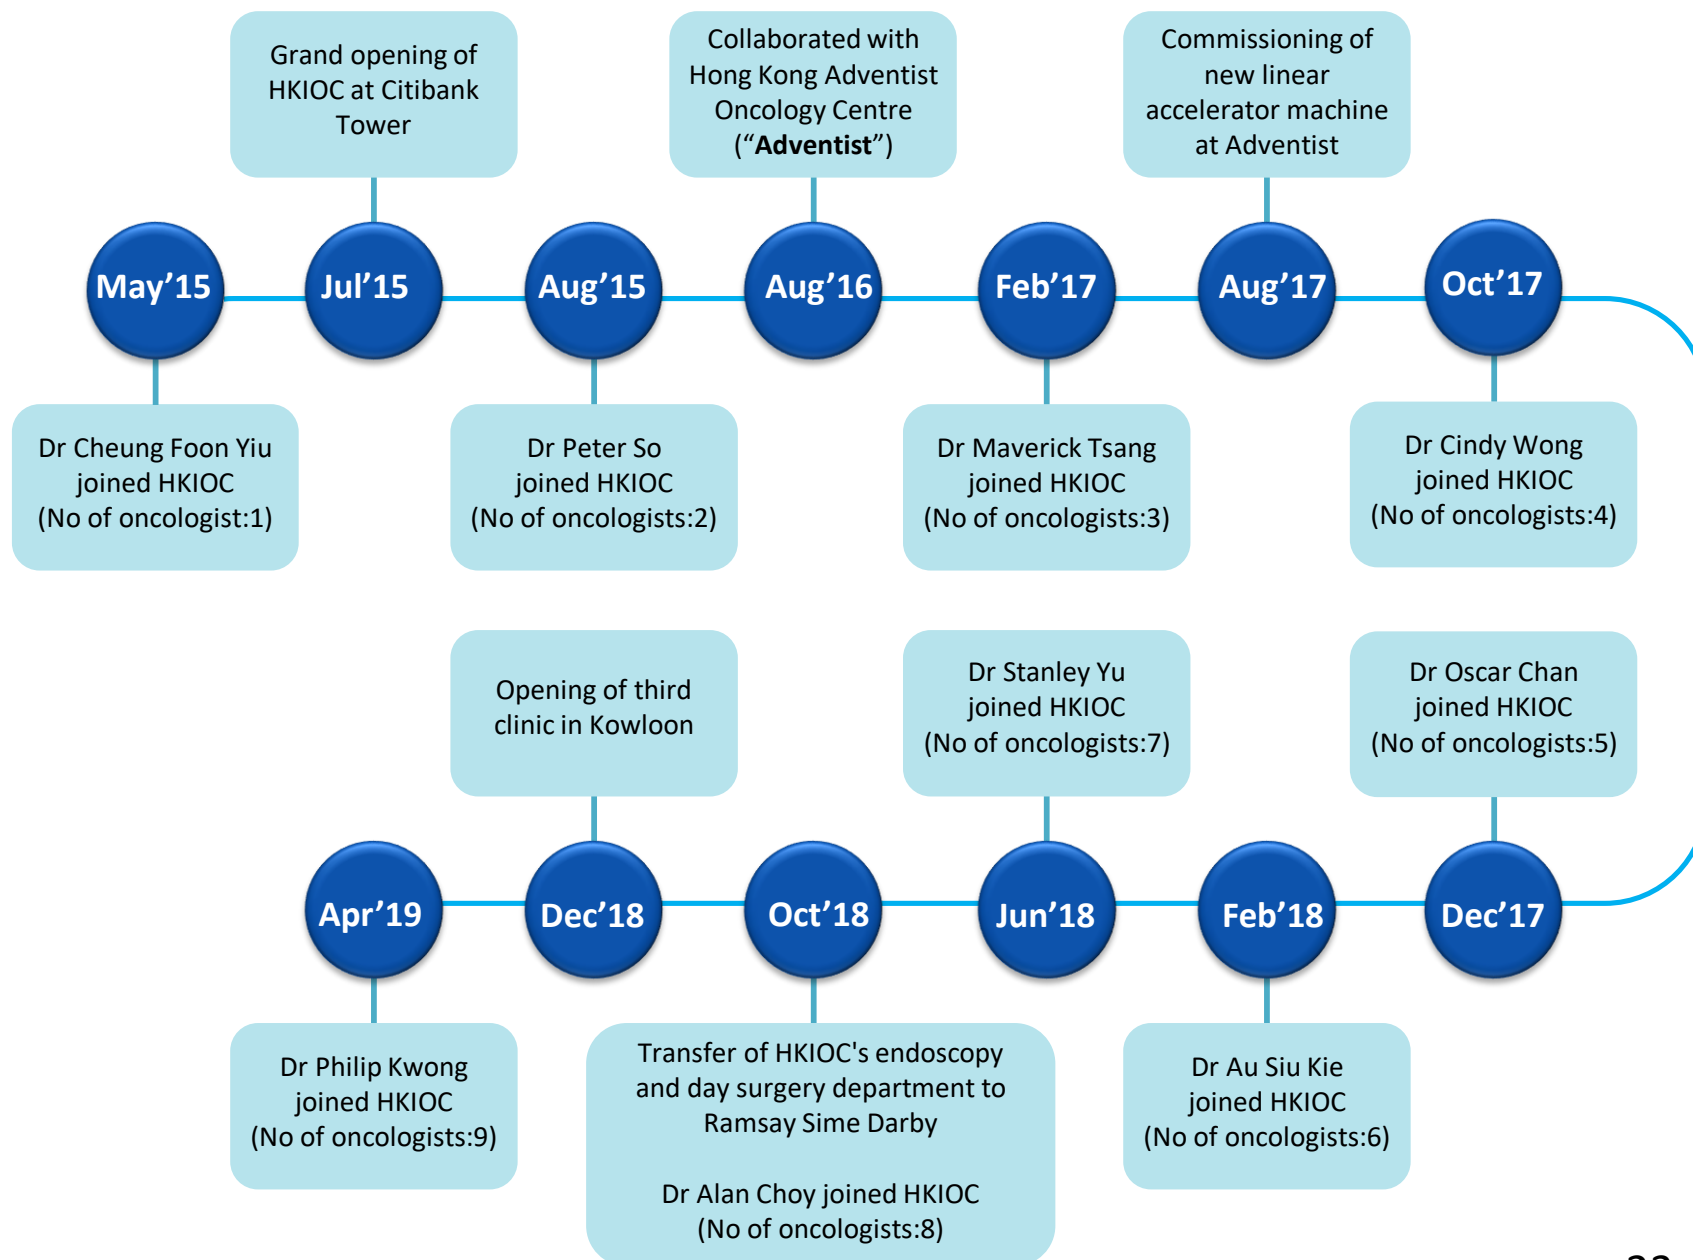 Grand opening of
HKIOC at Citibank
Tower
Collaborated with
Hong Kong Adventist
Oncology Centre
(“Adventist”)
Commissioning of
new linear
accelerator machine
at Adventist
May’15
Jul’15
Aug’15
Aug’16
Feb’17
Aug’17
Oct’17
Dr Cheung Foon Yiu
joined HKIOC
(No of oncologist:1)
Dr Peter So
joined HKIOC
(No of oncologists:2)
Dr Maverick Tsang
joined HKIOC
(No of oncologists:3)
Dr Cindy Wong
joined HKIOC
(No of oncologists:4)
Opening of third
clinic in Kowloon
Dr Stanley Yu
joined HKIOC
(No of oncologists:7)
Dr Oscar Chan
joined HKIOC
(No of oncologists:5)
Apr’19
Dec’18
Oct’18
Jun’18
Feb’18
Dec’17
Dr Philip Kwong
joined HKIOC
(No of oncologists:9)
Transfer of HKIOC's endoscopy
and day surgery department to
Ramsay Sime Darby
Dr Alan Choy joined HKIOC
(No of oncologists:8)
Dr Au Siu Kie
joined HKIOC
(No of oncologists:6)